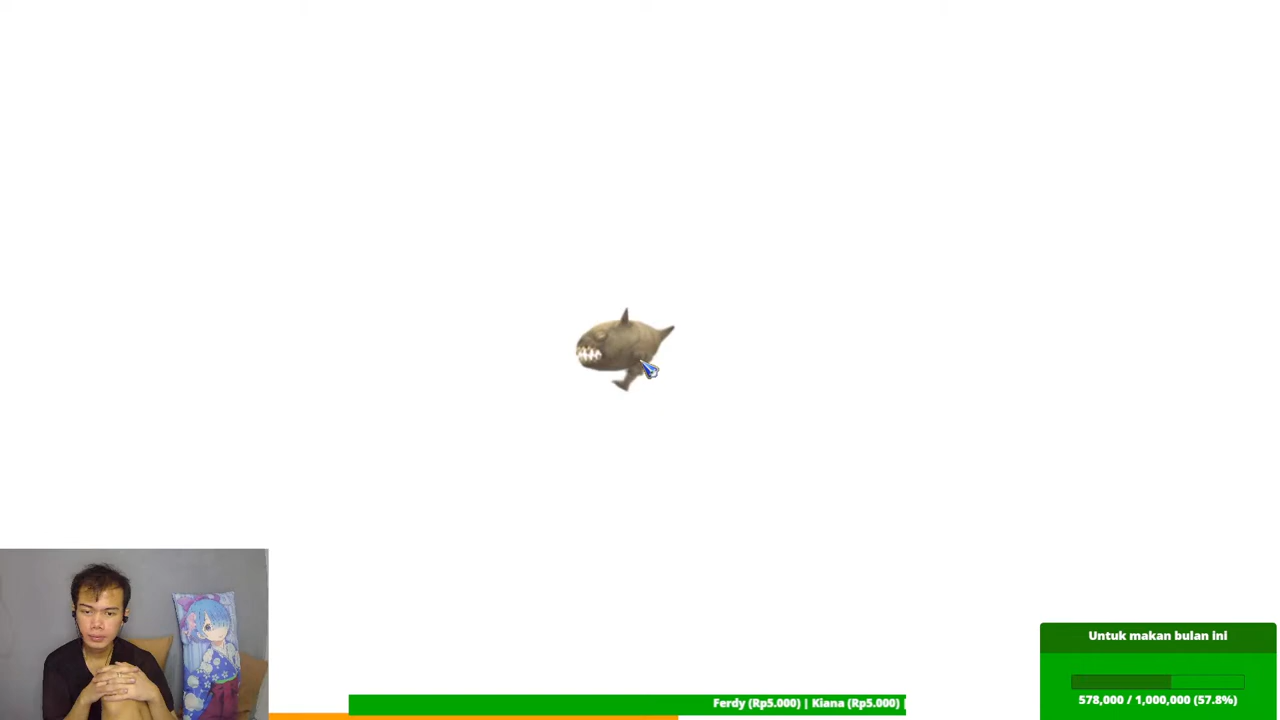 Untuk makan bulan ini
578,000 / 1,000,000 (57.8%)
Ferdy (Rp5.000) | Kiana (Rp5.000) |